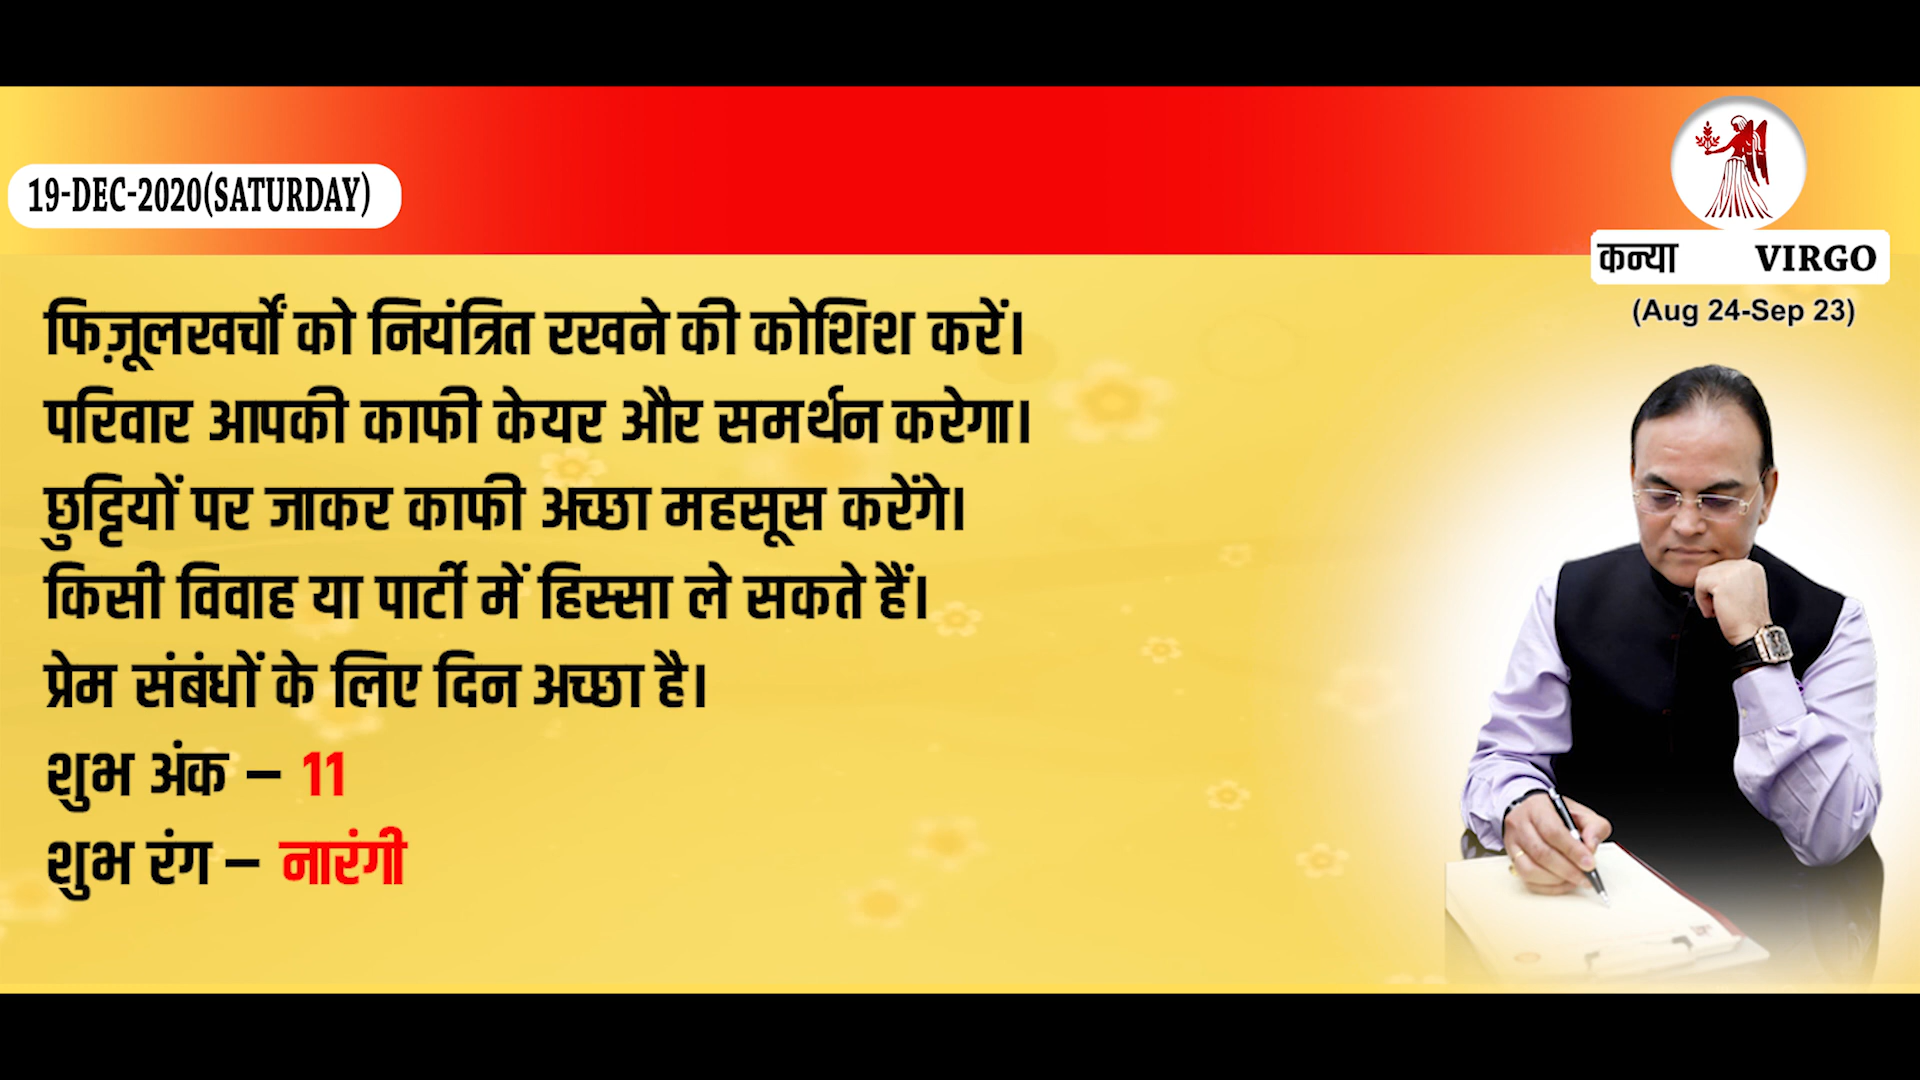 19-DEC-2020(SATURDAY)
कन्या VIRGO
(Aug 24-Sep 23)
फिज़ूलखर्चों को नियंत्रित रखने की कोशिश करें।
परिवार आपकी काफी केयर और समर्थन करेगा।
छुट्टियों पर जाकर काफी अच्छा महसूस करेंगे।
किसी विवाह या पार्टी में हिस्सा ले सकते हैं।
प्रेम संबंधों के लिए दिन अच्छा है।
शुभ अंक – 11
शुभ रंग – नारंगी